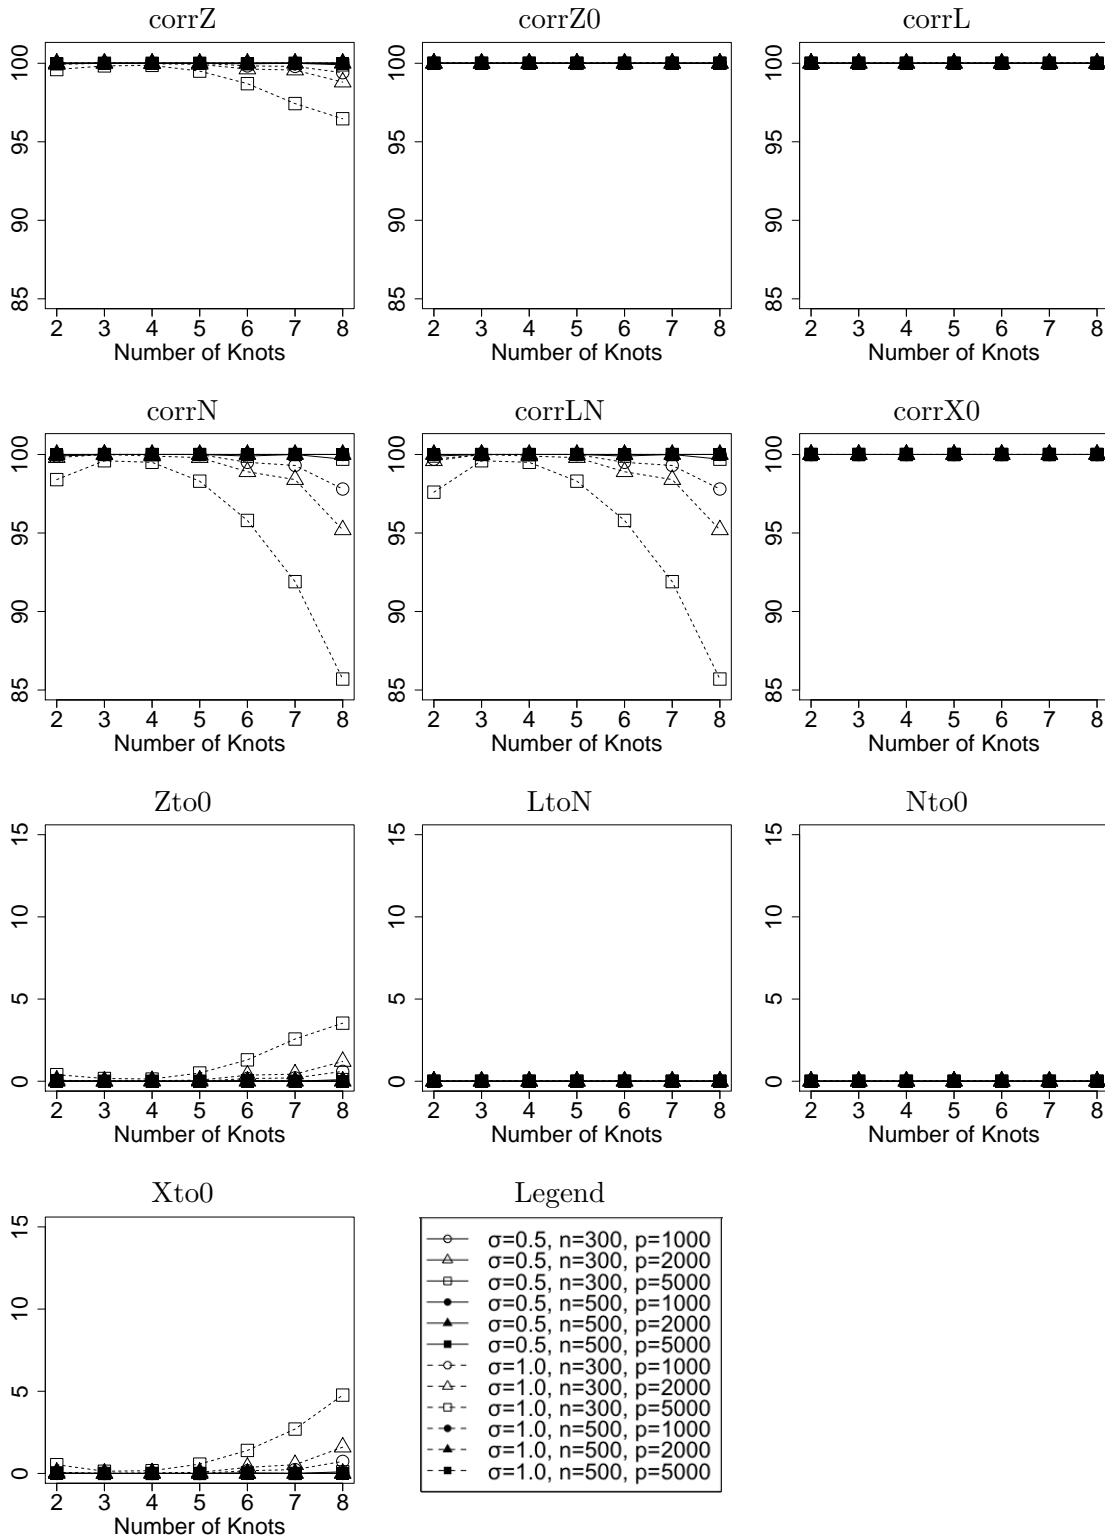 corrZ
corrZ0
corrL
100
95
90
85
2 3 4 5 6 7 8
Number of Knots
100
95
90
85
2 3 4 5 6 7 8
Number of Knots
100
95
90
85
2 3 4 5 6 7 8
Number of Knots
corrN
corrLN
corrX0
100
95
90
85
2 3 4 5 6 7 8
Number of Knots
100
95
90
85
2 3 4 5 6 7 8
Number of Knots
100
95
90
85
2 3 4 5 6 7 8
Number of Knots
Zto0
LtoN
Nto0
15
10
5
0
2 3 4 5 6 7 8
Number of Knots
15
10
5
0
2 3 4 5 6 7 8
Number of Knots
15
10
5
0
2 3 4 5 6 7 8
Number of Knots
Xto0
15
10
5
0
2 3 4 5 6 7 8
Number of Knots
Legend
σ=0.5, n=300, p=1000
σ=0.5, n=300, p=2000
σ=0.5, n=300, p=5000
σ=0.5, n=500, p=1000
σ=0.5, n=500, p=2000
σ=0.5, n=500, p=5000
σ=1.0, n=300, p=1000
σ=1.0, n=300, p=2000
σ=1.0, n=300, p=5000
σ=1.0, n=500, p=1000
σ=1.0, n=500, p=2000
σ=1.0, n=500, p=5000